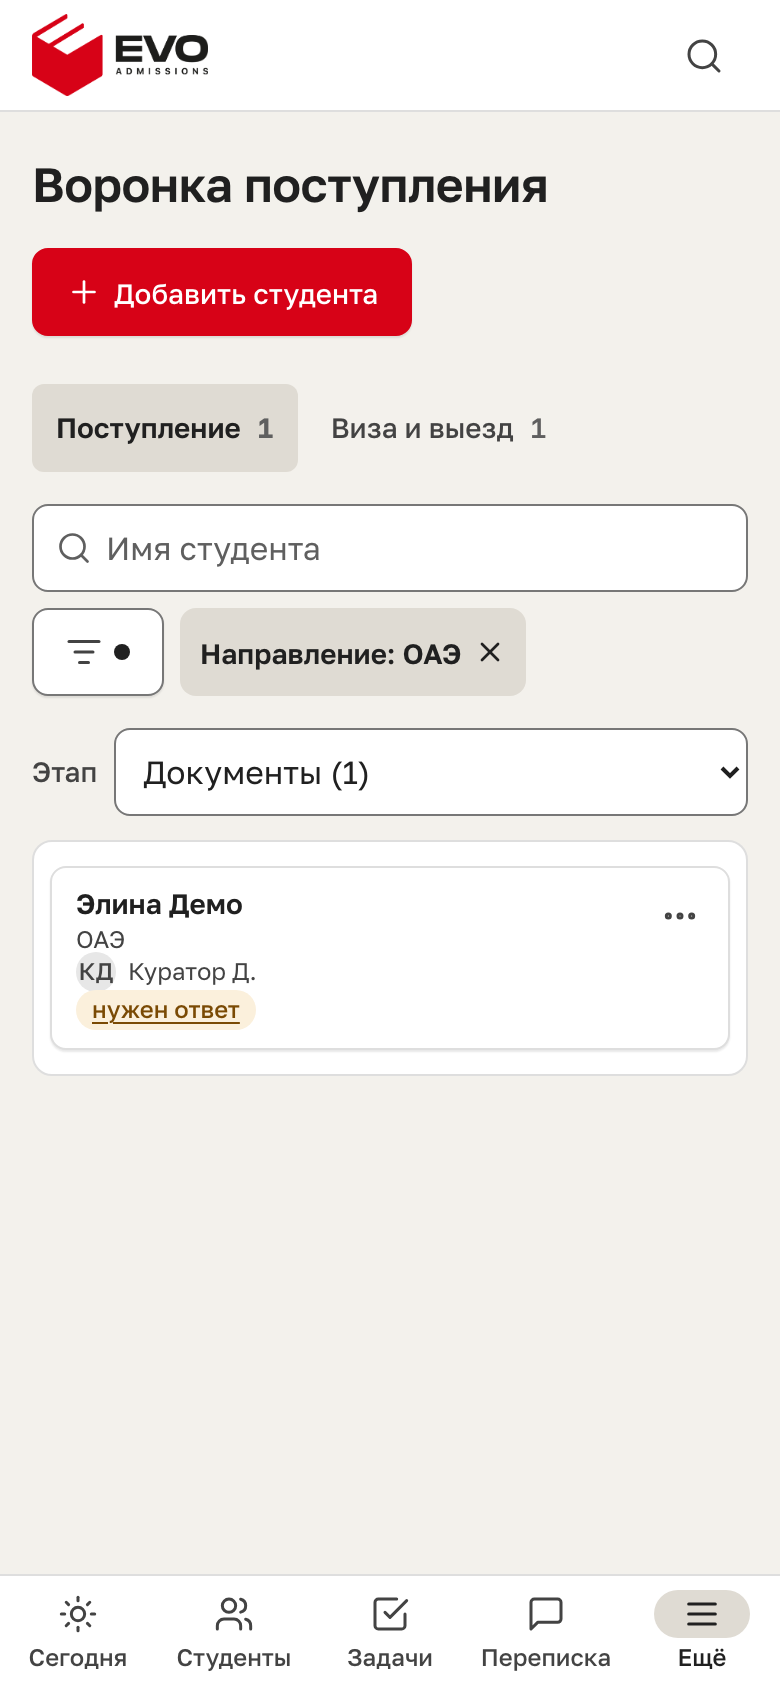 EVO
ADMISSIONS
Воронка поступления
Добавить студента
Поступление 1 Виза и выезд 1
Имя студента
Направление: ОАЭ
Этап Документы (1)
Элина Демо
ОАЭ
КД Куратор Д.
нужен ответ
Сегодня Студенты Задачи Переписка Ещё